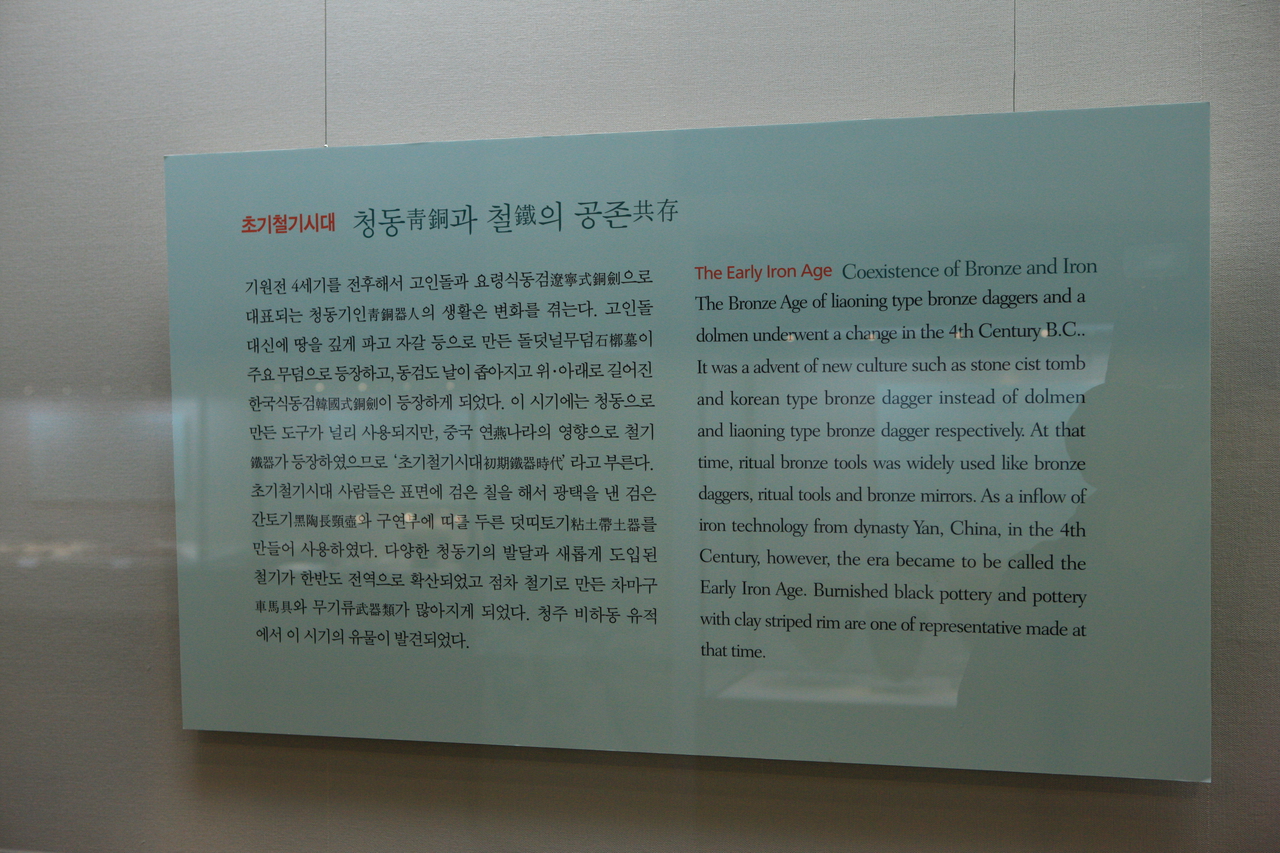 초기철기시대 청동靑銅과 철鐵의 공존共存
기원전 4세기를 전후해서 고인돌과 요령식동검遼寧式銅劍으로
대표되는 청동기인靑銅器人의 생활은 변화를 겪는다. 고인돌
대신에 땅을 깊게 파고 자갈 등으로 만든 돌덧널무덤石槨墓이
주요 무덤으로 등장하고, 동검도 날이 좁아지고 위·아래로 길어진
한국식동검韓國式銅劍이 등장하게 되었다. 이 시기에는 청동으로
만든 도구가 널리 사용되지만, 중국 연燕나라의 영향으로 철기
鐵器가 등장하였으므로 ‘초기철기시대初期鐵器時代’ 라고 부른다.
초기철기시대 사람들은 표면에 검은 칠을 해서 광택을 낸 검은
간토기黑陶長頸壺와 구연부에 띠를 두른 덧띠토기粘土帶土器를
만들어 사용하였다. 다양한 청동기의 발달과 새롭게 도입된
철기가 한반도 전역으로 확산되었고 점차 철기로 만든 차마구
車馬具와 무기류武器類가 많아지게 되었다. 청주 비하동 유적
에서 이 시기의 유물이 발견되었다.
The Early Iron Age Coexistence of Bronze and Iron
The Bronze Age of liaoning type bronze daggers and a
dolmen underwent a change in the 4th Century B.C..
It was a advent of new culture such as stone cist tomb
and korean type bronze dagger instead of dolmen
and liaoning type bronze dagger respectively. At that
time, ritual bronze tools was widely used like bronze
daggers, ritual tools and bronze mirrors. As a inflow of
iron technology from dynasty Yan, China, in the 4th
Century, however, the era became to be called the
Early Iron Age. Burnished black pottery and pottery
with clay striped rim are one of representative made at
that time.